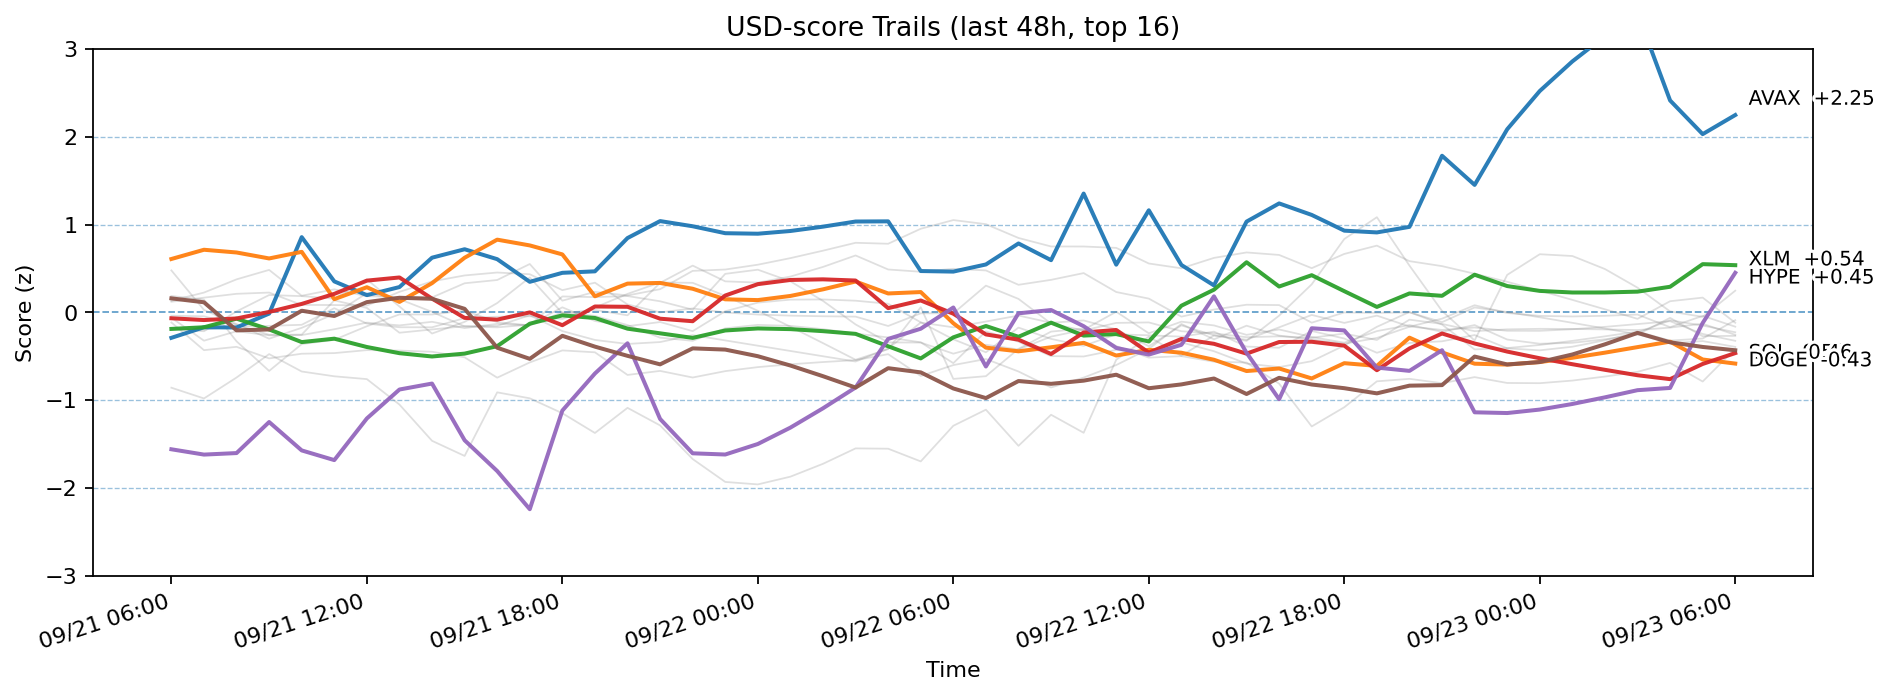 USD-score Trails (last 48h, top 16)
Score (z)
3
2
1
0
−1
−2
−3
AVAX +2.25
XLM +0.54
HYPE +0.45
DOGE -0.43
09/21 06:00
09/21 12:00
09/21 18:00
09/22 00:00
09/22 06:00
09/22 12:00
09/22 18:00
09/23 00:00
09/23 06:00
Time